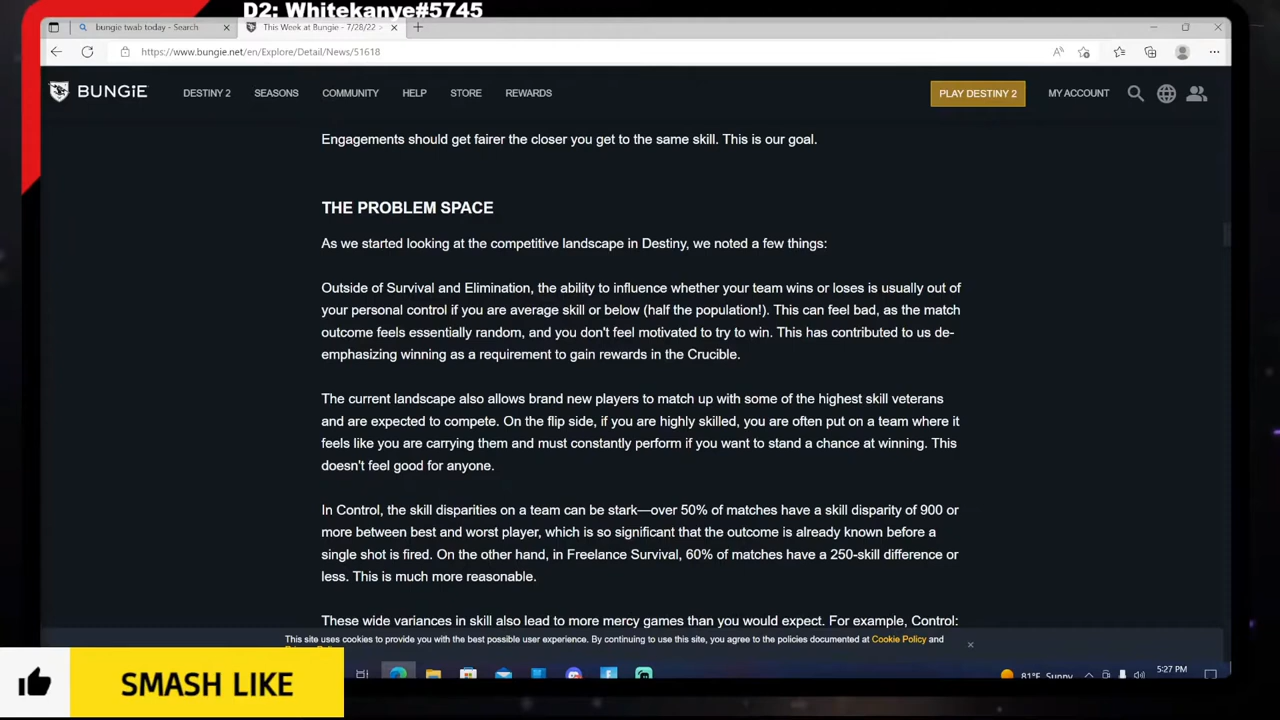 D2: Whitekanye#5745
bungie twab today - Search
This Week at Bungie - 7/28/22 >
https://www.bungie.net/en/Explore/Detail/News/51618
BUNGiE
DESTINY 2 SEASONS COMMUNITY HELP STORE REWARDS
PLAY DESTINY 2 MY ACCOUNT
Engagements should get fairer the closer you get to the same skill. This is our goal.
THE PROBLEM SPACE
As we started looking at the competitive landscape in Destiny, we noted a few things:
Outside of Survival and Elimination, the ability to influence whether your team wins or loses is usually out of
your personal control if you are average skill or below (half the population!). This can feel bad, as the match
outcome feels essentially random, and you don't feel motivated to try to win. This has contributed to us de-
emphasizing winning as a requirement to gain rewards in the Crucible.
The current landscape also allows brand new players to match up with some of the highest skill veterans
and are expected to compete. On the flip side, if you are highly skilled, you are often put on a team where it
feels like you are carrying them and must constantly perform if you want to stand a chance at winning. This
doesn't feel good for anyone.
In Control, the skill disparities on a team can be stark—over 50% of matches have a skill disparity of 900 or
more between best and worst player, which is so significant that the outcome is already known before a
single shot is fired. On the other hand, in Freelance Survival, 60% of matches have a 250-skill difference or
less. This is much more reasonable.
These wide variances in skill also lead to more mercy games than you would expect. For example, Control:
This site uses cookies to provide you with the best possible user experience. By continuing to use this site, you agree to the policies documented at Cookie Policy and
SMASH LIKE
81°F Sunny
5:27 PM